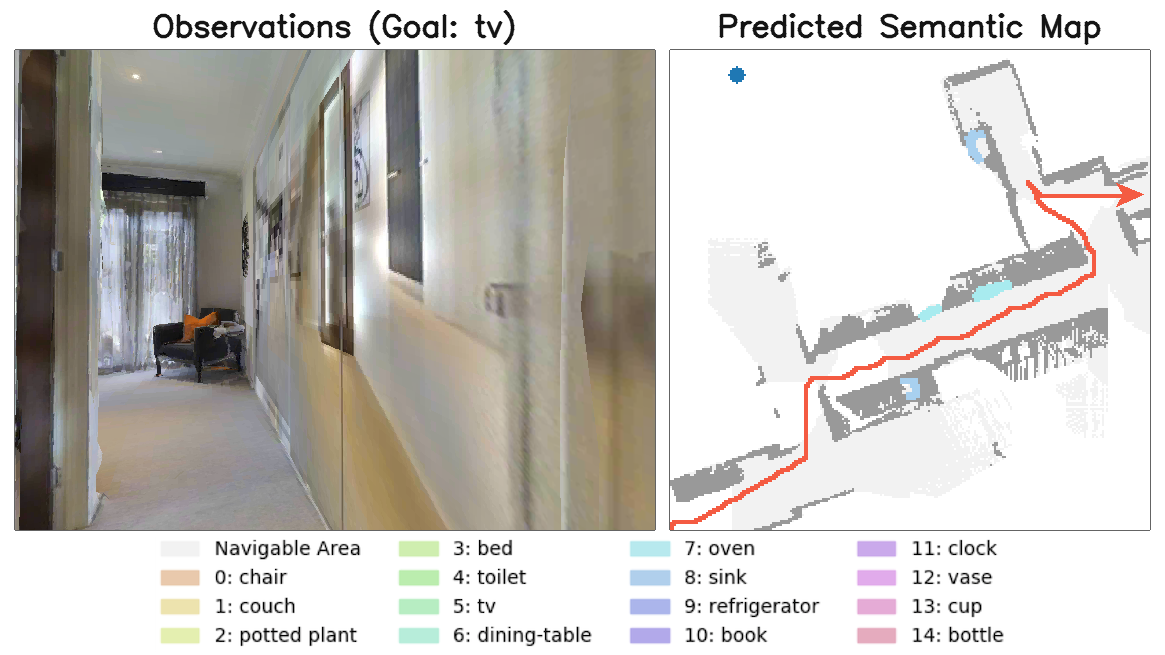 Observations (Goal: tv)
Predicted Semantic Map
Navigable Area
0: chair
1: couch
2: potted plant
3: bed
4: toilet
5: tv
6: dining-table
7: oven
8: sink
9: refrigerator
10: book
11: clock
12: vase
13: cup
14: bottle